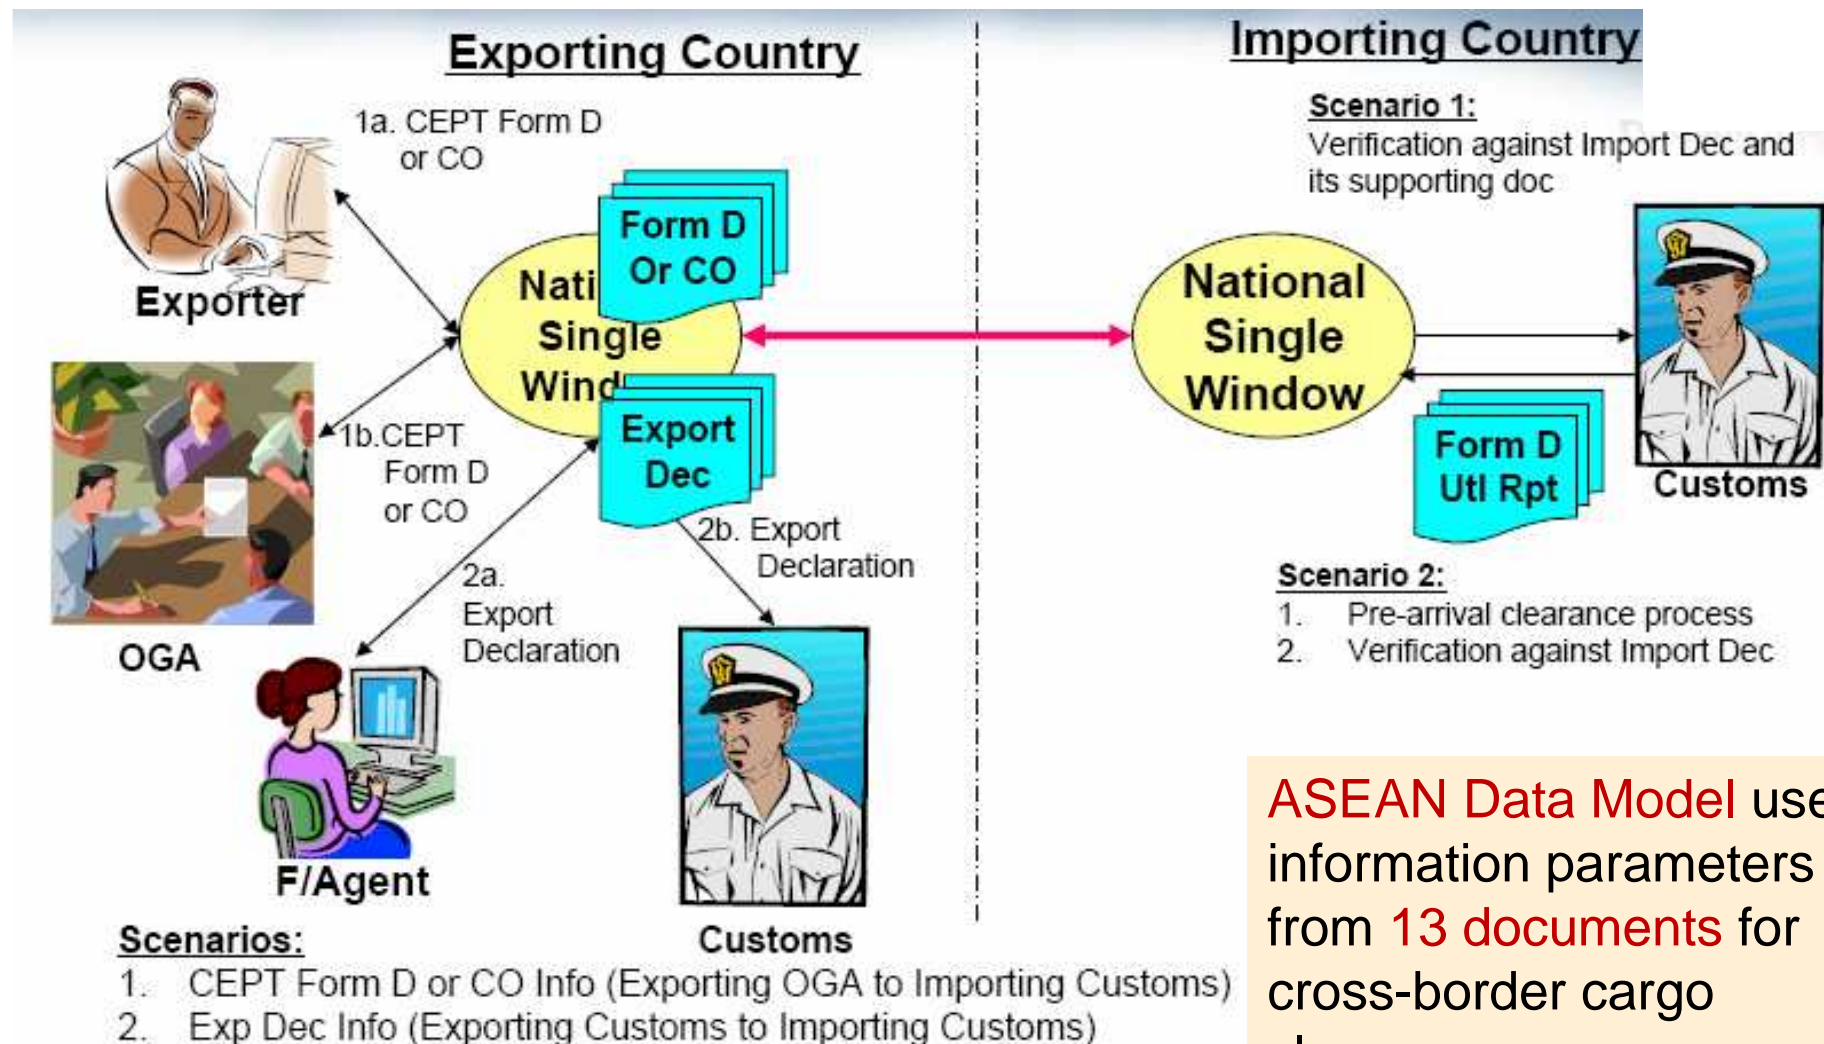 Exporting Country
Importing Country
1a. CEPT Form D
or CO
Exporter
Form D
Or CO
Single
1b.CEPT
Form D
or CO
Export
Dec
OGA
2a.
Export
Declaration
2b. Export
Declaration
F/Agent
Customs
Scenario 1:
Verification against Import Dec and
its supporting doc
National
Single
Window
Form D
Utl Rpt
Customs
Scenario 2:
1. Pre-arrival clearance process
2. Verification against Import Dec
Scenarios:
1. CEPT Form D or CO Info (Exporting OGA to Importing Customs)
2. Exp Dec Info (Exporting Customs to Importing Customs)
ASEAN Data Model use
information parameters
from 13 documents for
cross-border cargo